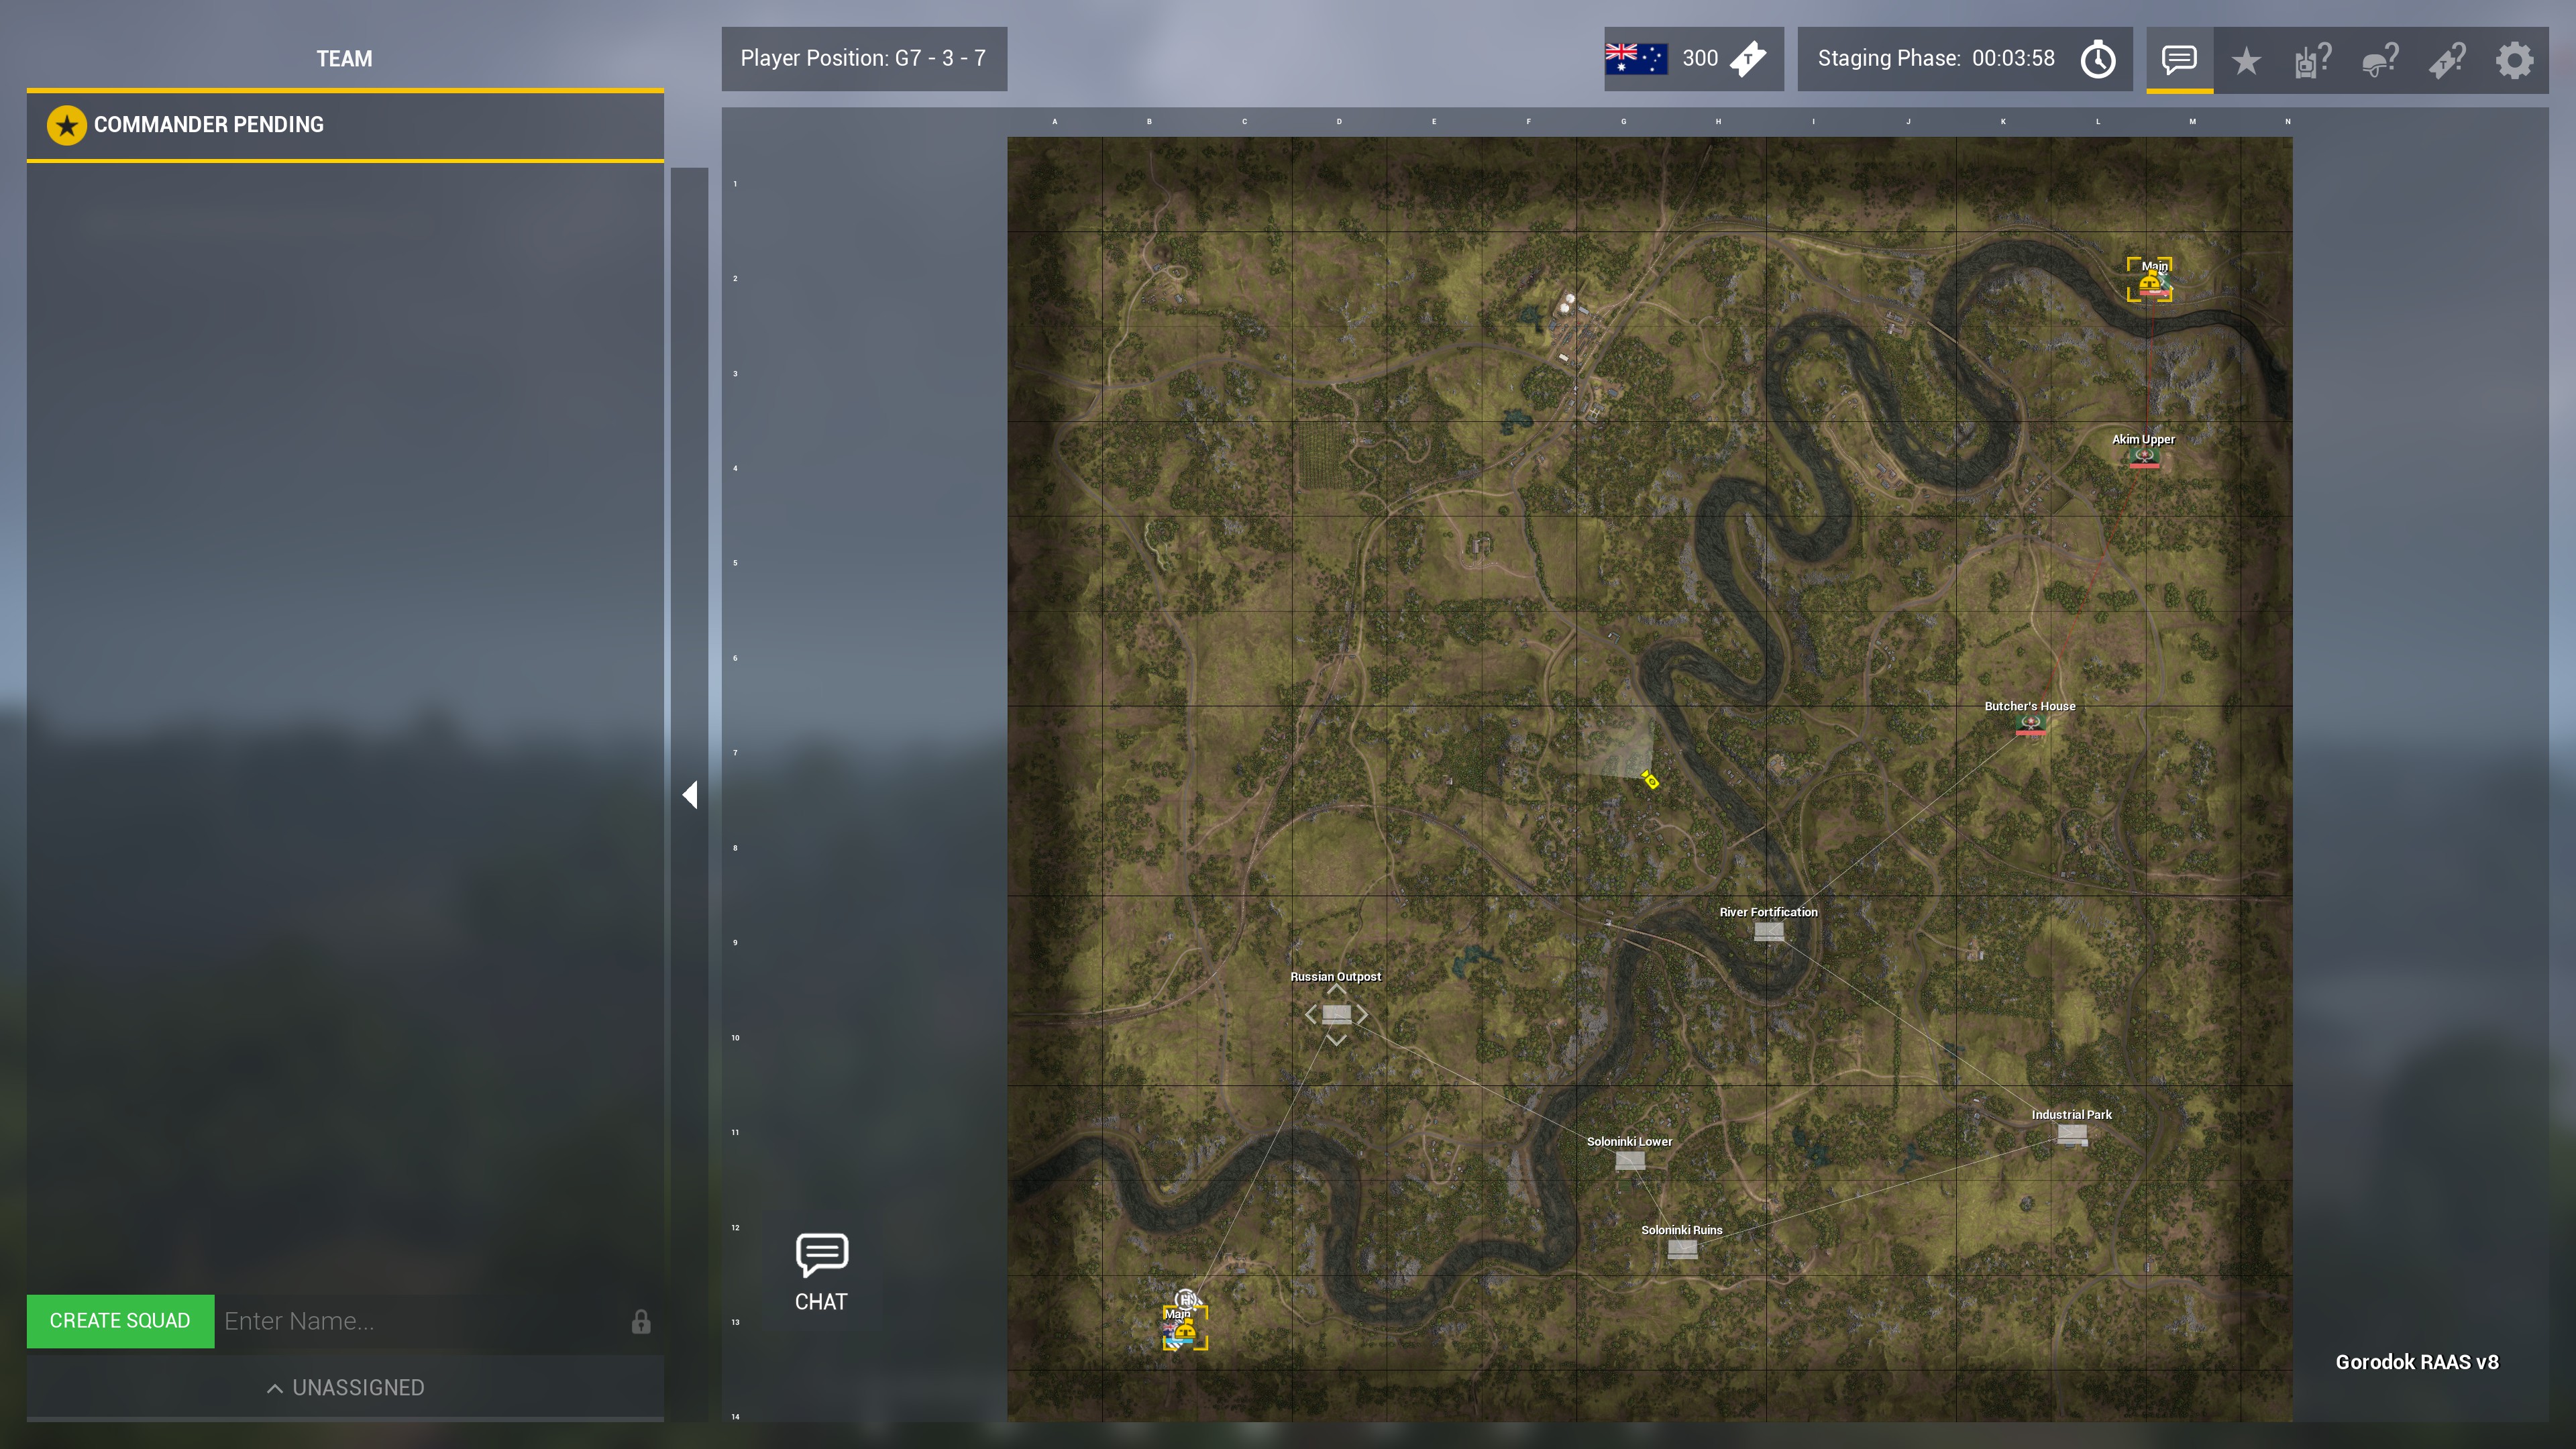 TEAM
Player Position: G7 - 3 - 7
300
T
Staging Phase: 00:03:58
? ? ?
COMMANDER PENDING
A B C D E F G H I J K L M N
1
2
3
4
5
6
7
8
9
10
11
12
13
14
Main
Akim Upper
Butcher's House
River Fortification
Russian Outpost
Industrial Park
Soloninki Lower
Soloninki Ruins
H
Main
CHAT
CREATE SQUAD
Enter Name...
UNASSIGNED
Gorodok RAAS v8